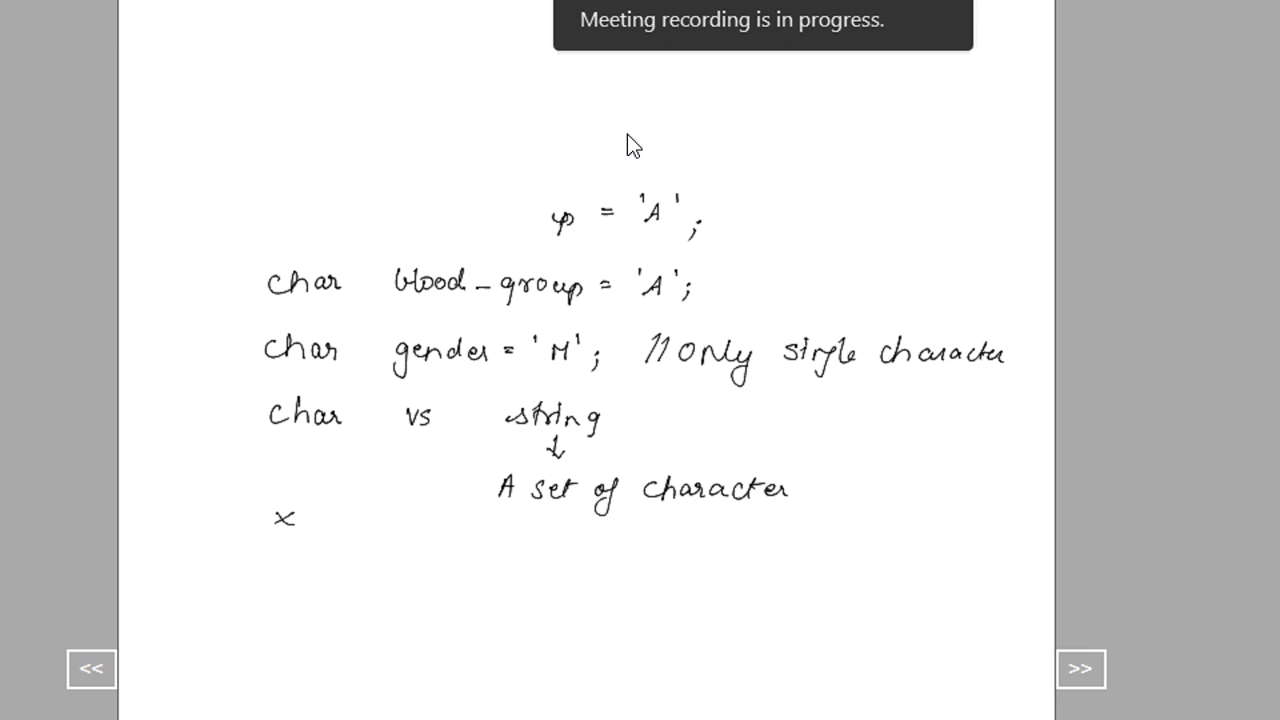 Meeting recording is in progress.
φ = 'A';
char blood_group = 'A';
char gender = 'M'; // Only single character
char vs string
↓
A set of character
x
<< >>